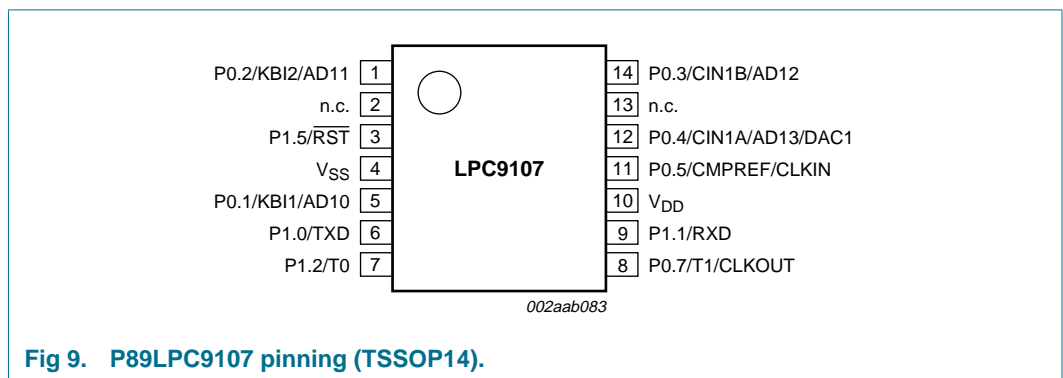 P0.2/KBI2/AD11 1 14 P0.3/CIN1B/AD12
n.c. 2 13 n.c.
P1.5/R̅S̅T̅ 3 12 P0.4/CIN1A/AD13/DAC1
VSS 4 LPC9107 11 P0.5/CMPREF/CLKIN
P0.1/KBI1/AD10 5 10 VDD
P1.0/TXD 6 9 P1.1/RXD
P1.2/T0 7 8 P0.7/T1/CLKOUT
002aab083
Fig 9. P89LPC9107 pinning (TSSOP14).